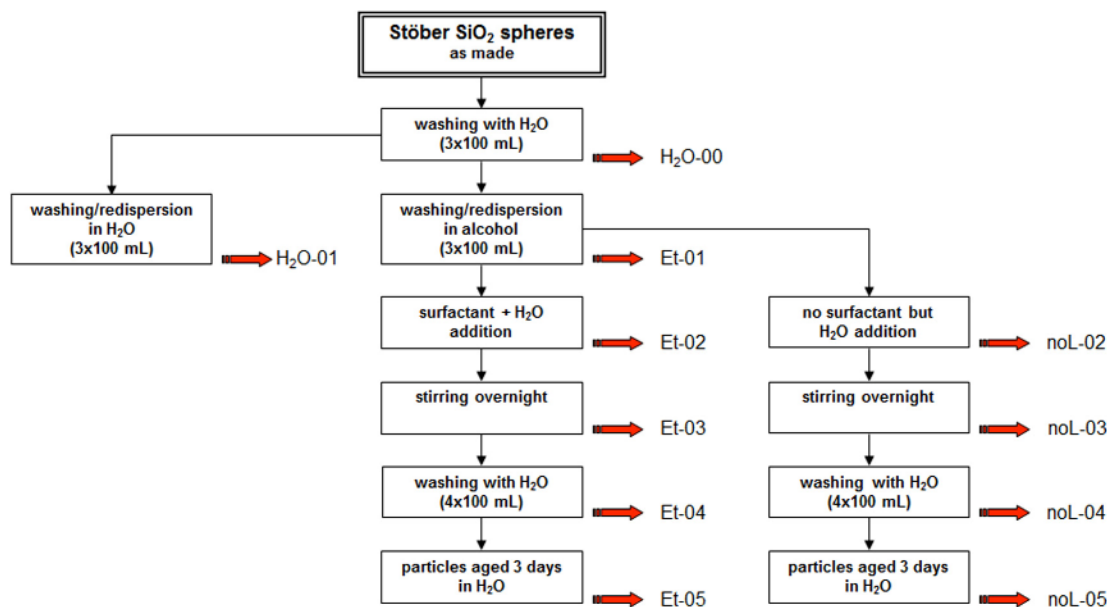 Stöber SiO₂ spheres
as made
washing with H₂O
(3x100 mL)
H₂O-00
washing/redispersion
in H₂O
(3x100 mL)
H₂O-01
washing/redispersion
in alcohol
(3x100 mL)
Et-01
surfactant + H₂O
addition
Et-02
no surfactant but
H₂O addition
noL-02
stirring overnight
Et-03
stirring overnight
noL-03
washing with H₂O
(4x100 mL)
Et-04
washing with H₂O
(4x100 mL)
noL-04
particles aged 3 days
in H₂O
Et-05
particles aged 3 days
in H₂O
noL-05